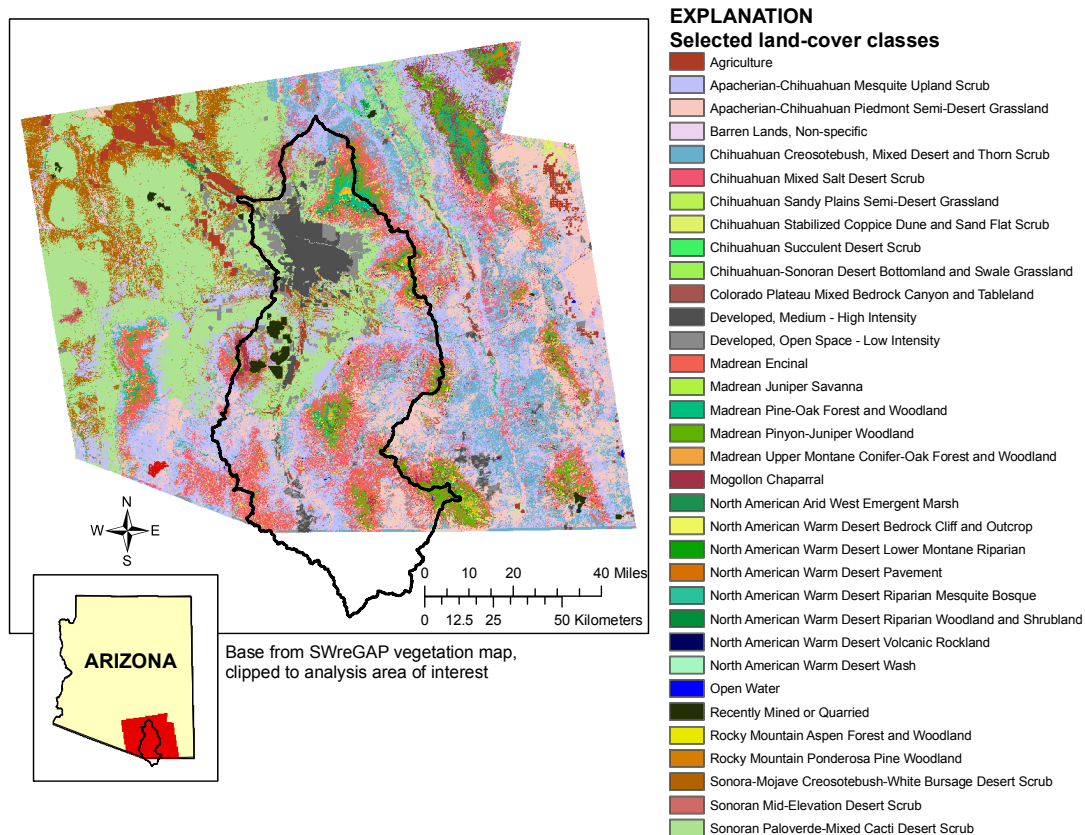 EXPLANATION
Selected land-cover classes
Agriculture
Apacherian-Chihuahuan Mesquite Upland Scrub
Apacherian-Chihuahuan Piedmont Semi-Desert Grassland
Barren Lands, Non-specific
Chihuahuan Creosotebush, Mixed Desert and Thorn Scrub
Chihuahuan Mixed Salt Desert Scrub
Chihuahuan Sandy Plains Semi-Desert Grassland
Chihuahuan Stabilized Coppice Dune and Sand Flat Scrub
Chihuahuan Succulent Desert Scrub
Chihuahuan-Sonoran Desert Bottomland and Swale Grassland
Colorado Plateau Mixed Bedrock Canyon and Tableland
Developed, Medium - High Intensity
Developed, Open Space - Low Intensity
Madrean Encinal
Madrean Juniper Savanna
Madrean Pine-Oak Forest and Woodland
Madrean Pinyon-Juniper Woodland
Madrean Upper Montane Conifer-Oak Forest and Woodland
Mogollon Chaparral
North American Arid West Emergent Marsh
North American Warm Desert Bedrock Cliff and Outcrop
North American Warm Desert Lower Montane Riparian
North American Warm Desert Pavement
North American Warm Desert Riparian Mesquite Bosque
North American Warm Desert Riparian Woodland and Shrubland
North American Warm Desert Volcanic Rockland
North American Warm Desert Wash
Open Water
Recently Mined or Quarried
Rocky Mountain Aspen Forest and Woodland
Rocky Mountain Ponderosa Pine Woodland
Sonora-Mojave Creosotebush-White Bursage Desert Scrub
Sonoran Mid-Elevation Desert Scrub
Sonoran Paloverde-Mixed Cacti Desert Scrub
N
W E
S
0 10 20 40 Miles
0 12.5 25 50 Kilometers
ARIZONA
Base from SWreGAP vegetation map,
clipped to analysis area of interest